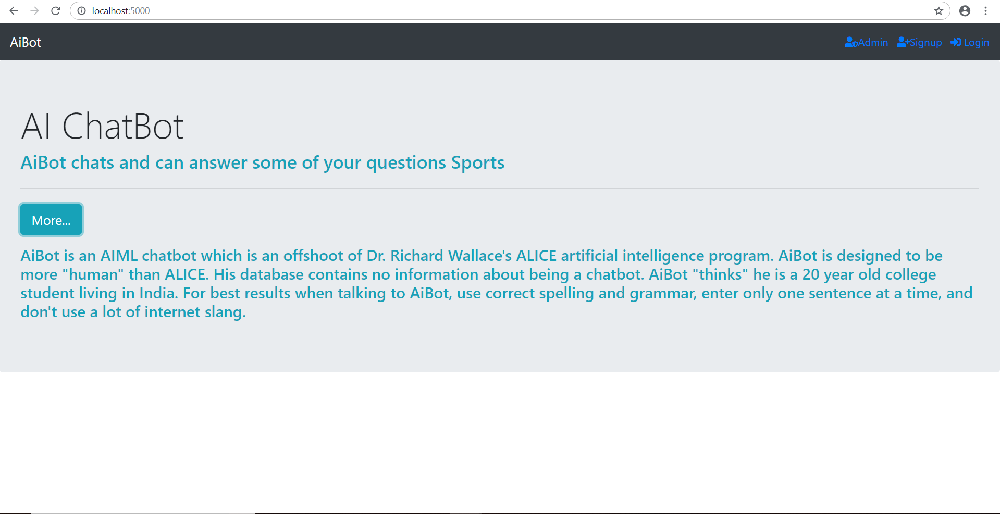 localhost:5000
AiBot
Admin Signup Login
AI ChatBot
AiBot chats and can answer some of your questions Sports
More...
AiBot is an AIML chatbot which is an offshoot of Dr. Richard Wallace's ALICE artificial intelligence program. AiBot is designed to be
more "human" than ALICE. His database contains no information about being a chatbot. AiBot "thinks" he is a 20 year old college
student living in India. For best results when talking to AiBot, use correct spelling and grammar, enter only one sentence at a time, and
don't use a lot of internet slang.